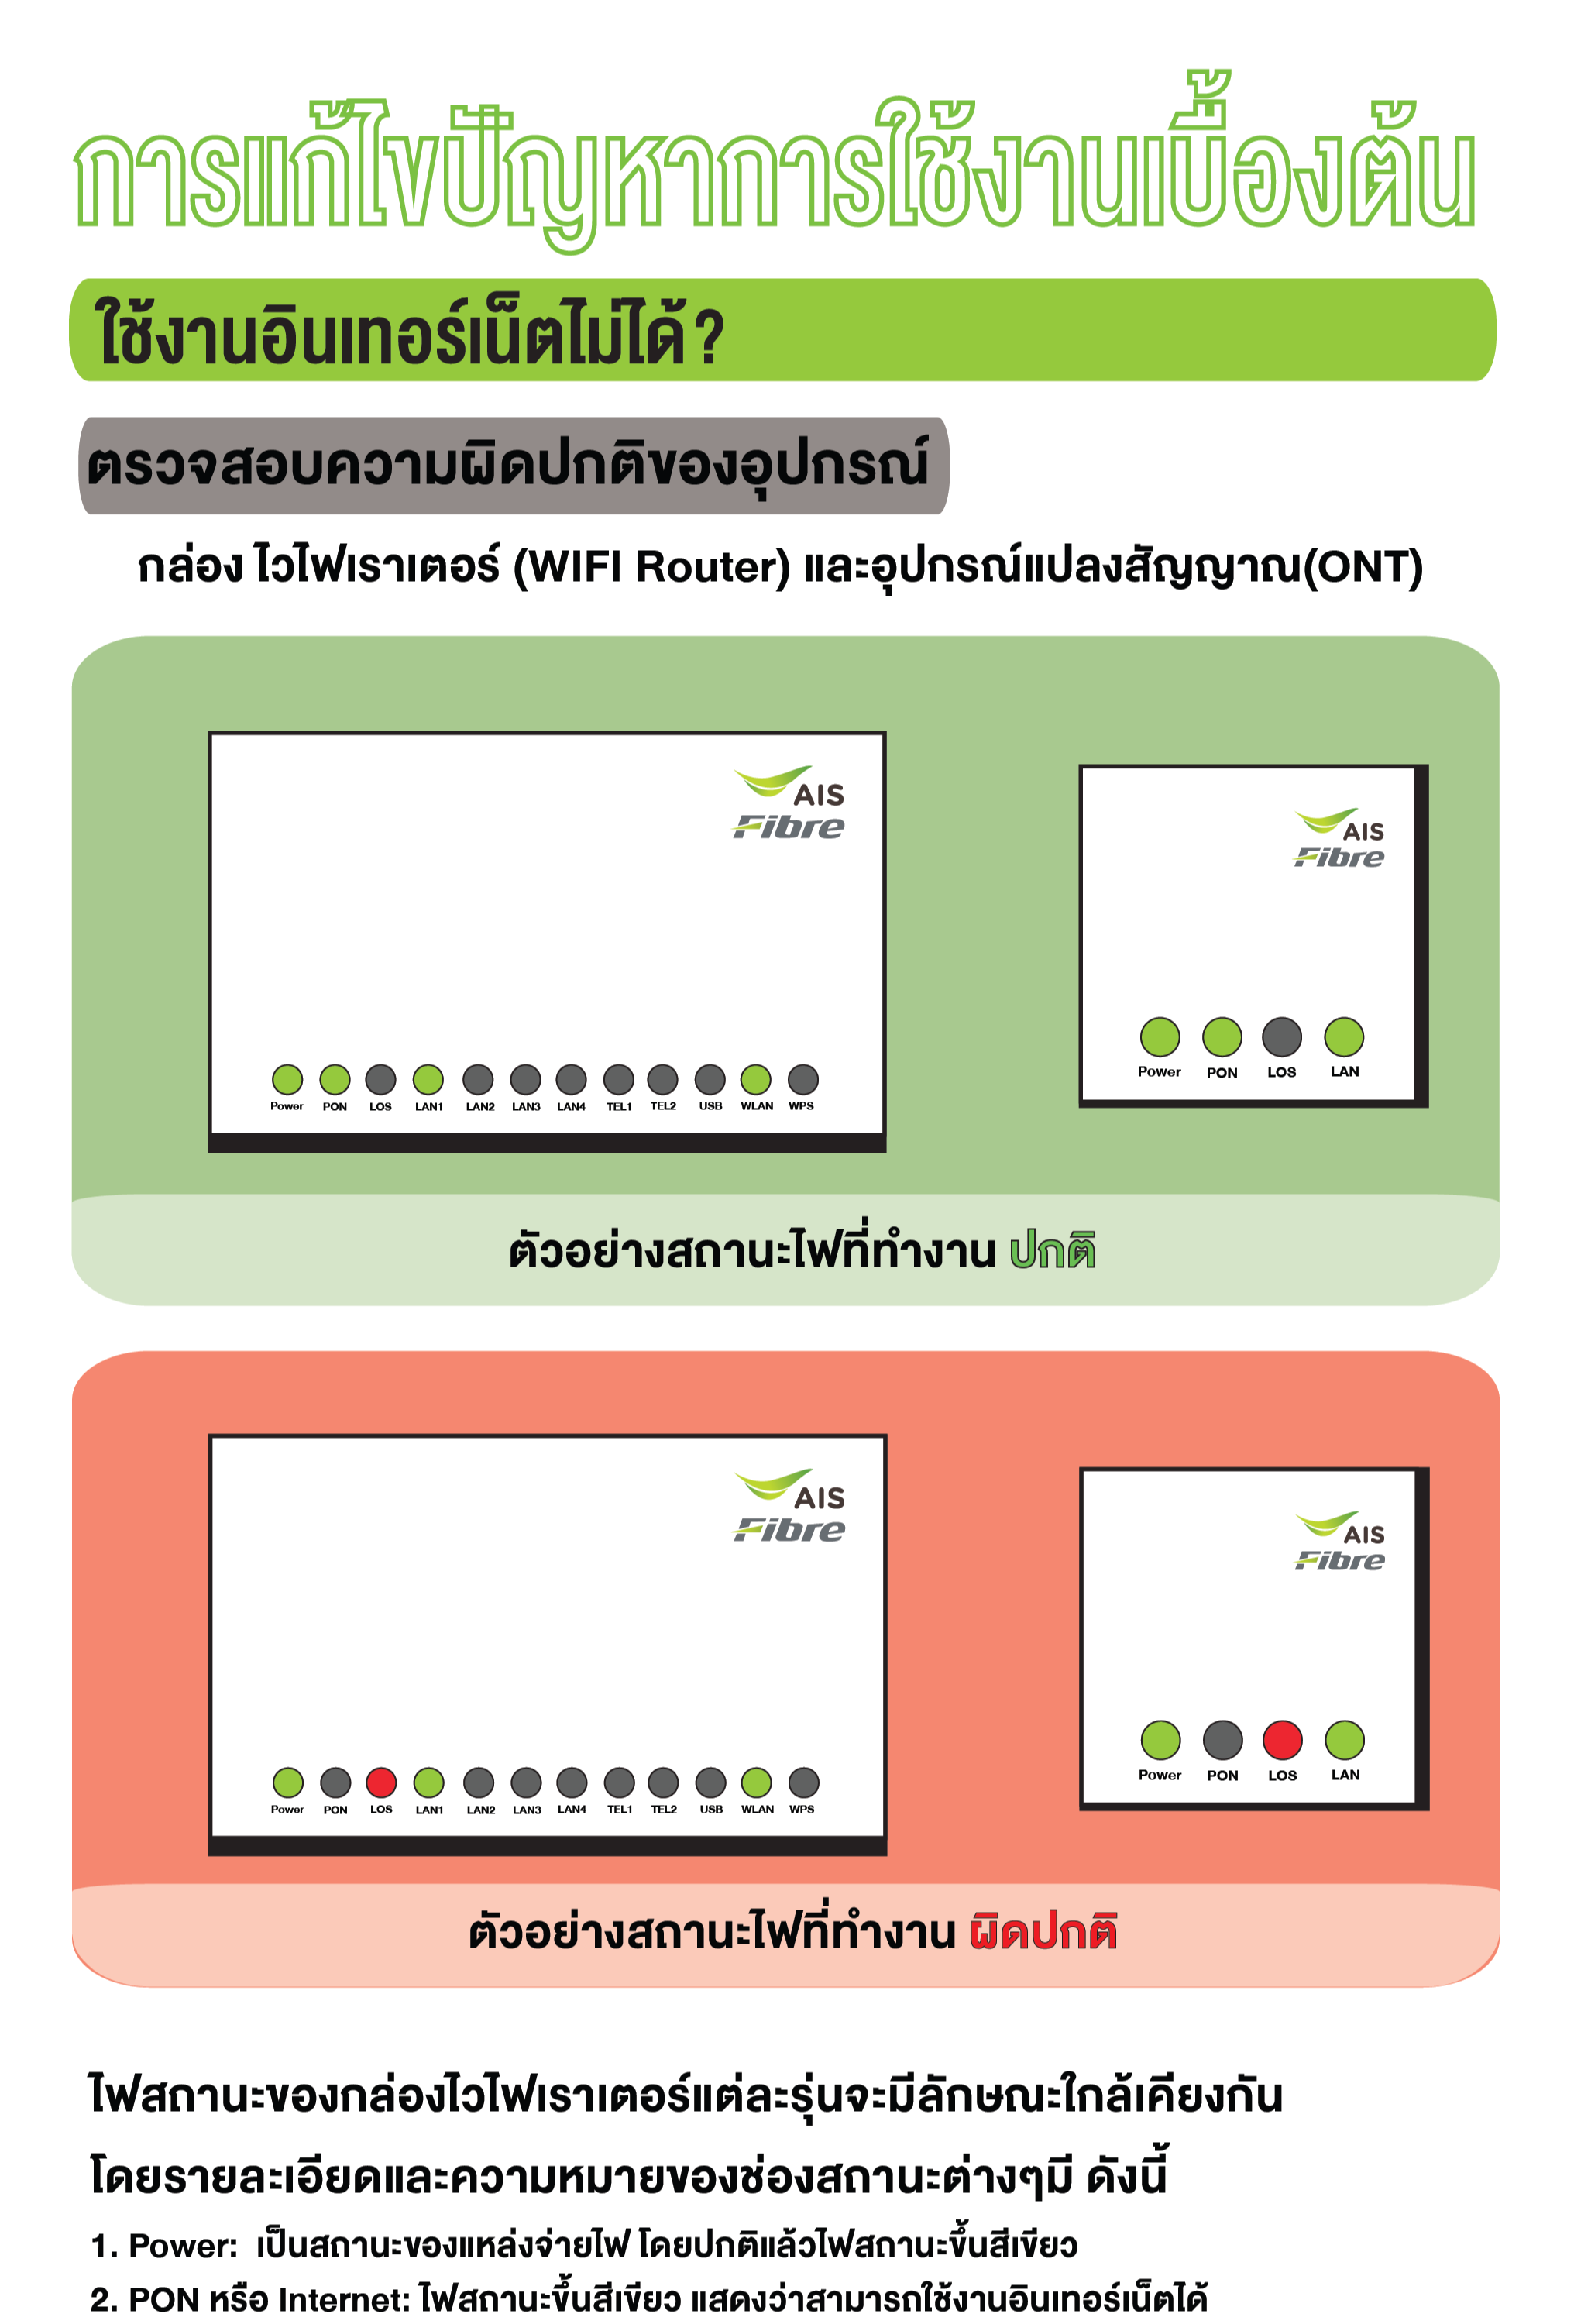 การแก้ไขปัญหาการใช้งานเบื้องต้น
ใช้งานอินเทอร์เน็ตไม่ได้?
ตรวจสอบความผิดปกติของอุปกรณ์
กล่อง ไวไฟเราเตอร์ (WIFI Router) และอุปกรณ์แปลงสัญญาณ(ONT)
AIS
Fibre
Power PON LOS LAN1 LAN2 LAN3 LAN4 TEL1 TEL2 USB WLAN WPS
AIS
Fibre
Power PON LOS LAN
ตัวอย่างสถานะไฟที่ทำงาน ปกติ
AIS
Fibre
Power PON LOS LAN1 LAN2 LAN3 LAN4 TEL1 TEL2 USB WLAN WPS
AIS
Fibre
Power PON LOS LAN
ตัวอย่างสถานะไฟที่ทำงาน ผิดปกติ
ไฟสถานะของกล่องไวไฟเราเตอร์แต่ละรุ่นจะมีลักษณะใกล้เคียงกัน
โดยรายละเอียดและความหมายของช่องสถานะต่างๆมี ดังนี้
1. Power: เป็นสถานะของแหล่งจ่ายไฟ โดยปกติแล้วไฟสถานะขึ้นสีเขียว
2. PON หรือ Internet: ไฟสถานะขึ้นสีเขียว แสดงว่าสามารถใช้งานอินเทอร์เน็ตได้